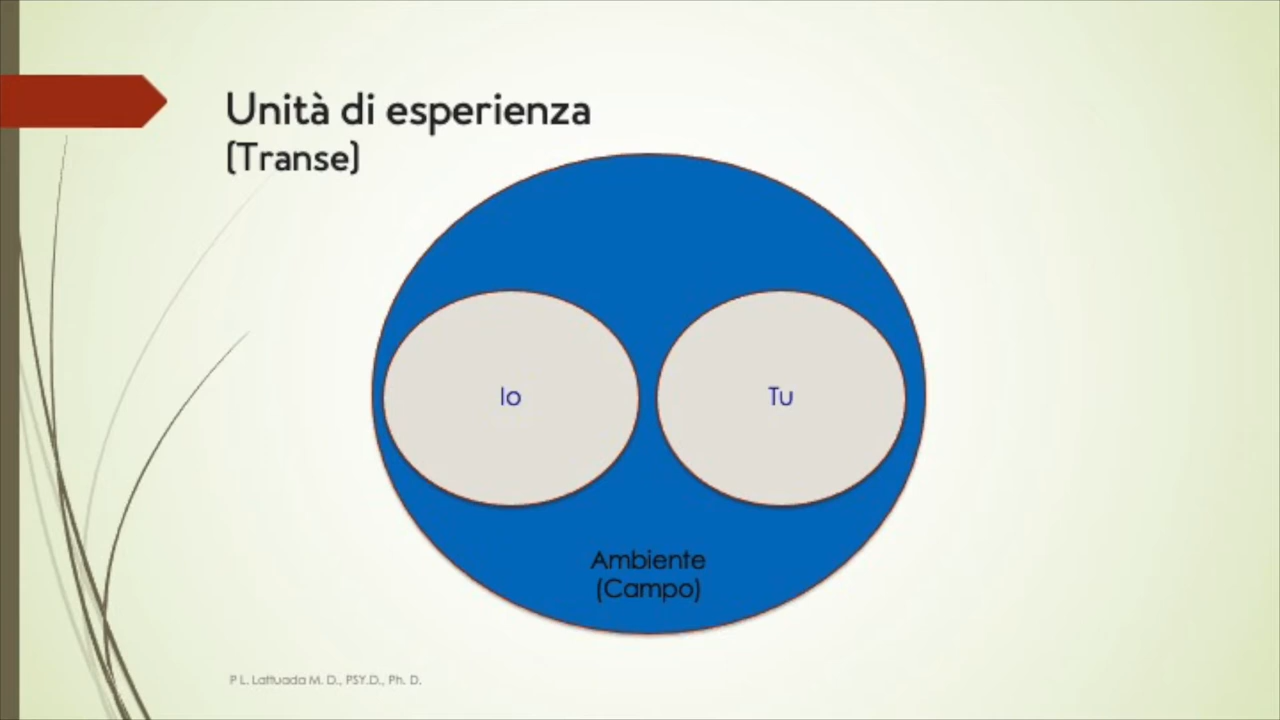 Unità di esperienza
(Transe)
Io
Tu
Ambiente
(Campo)
P L. Lattuada M. D., PSY.D., Ph. D.